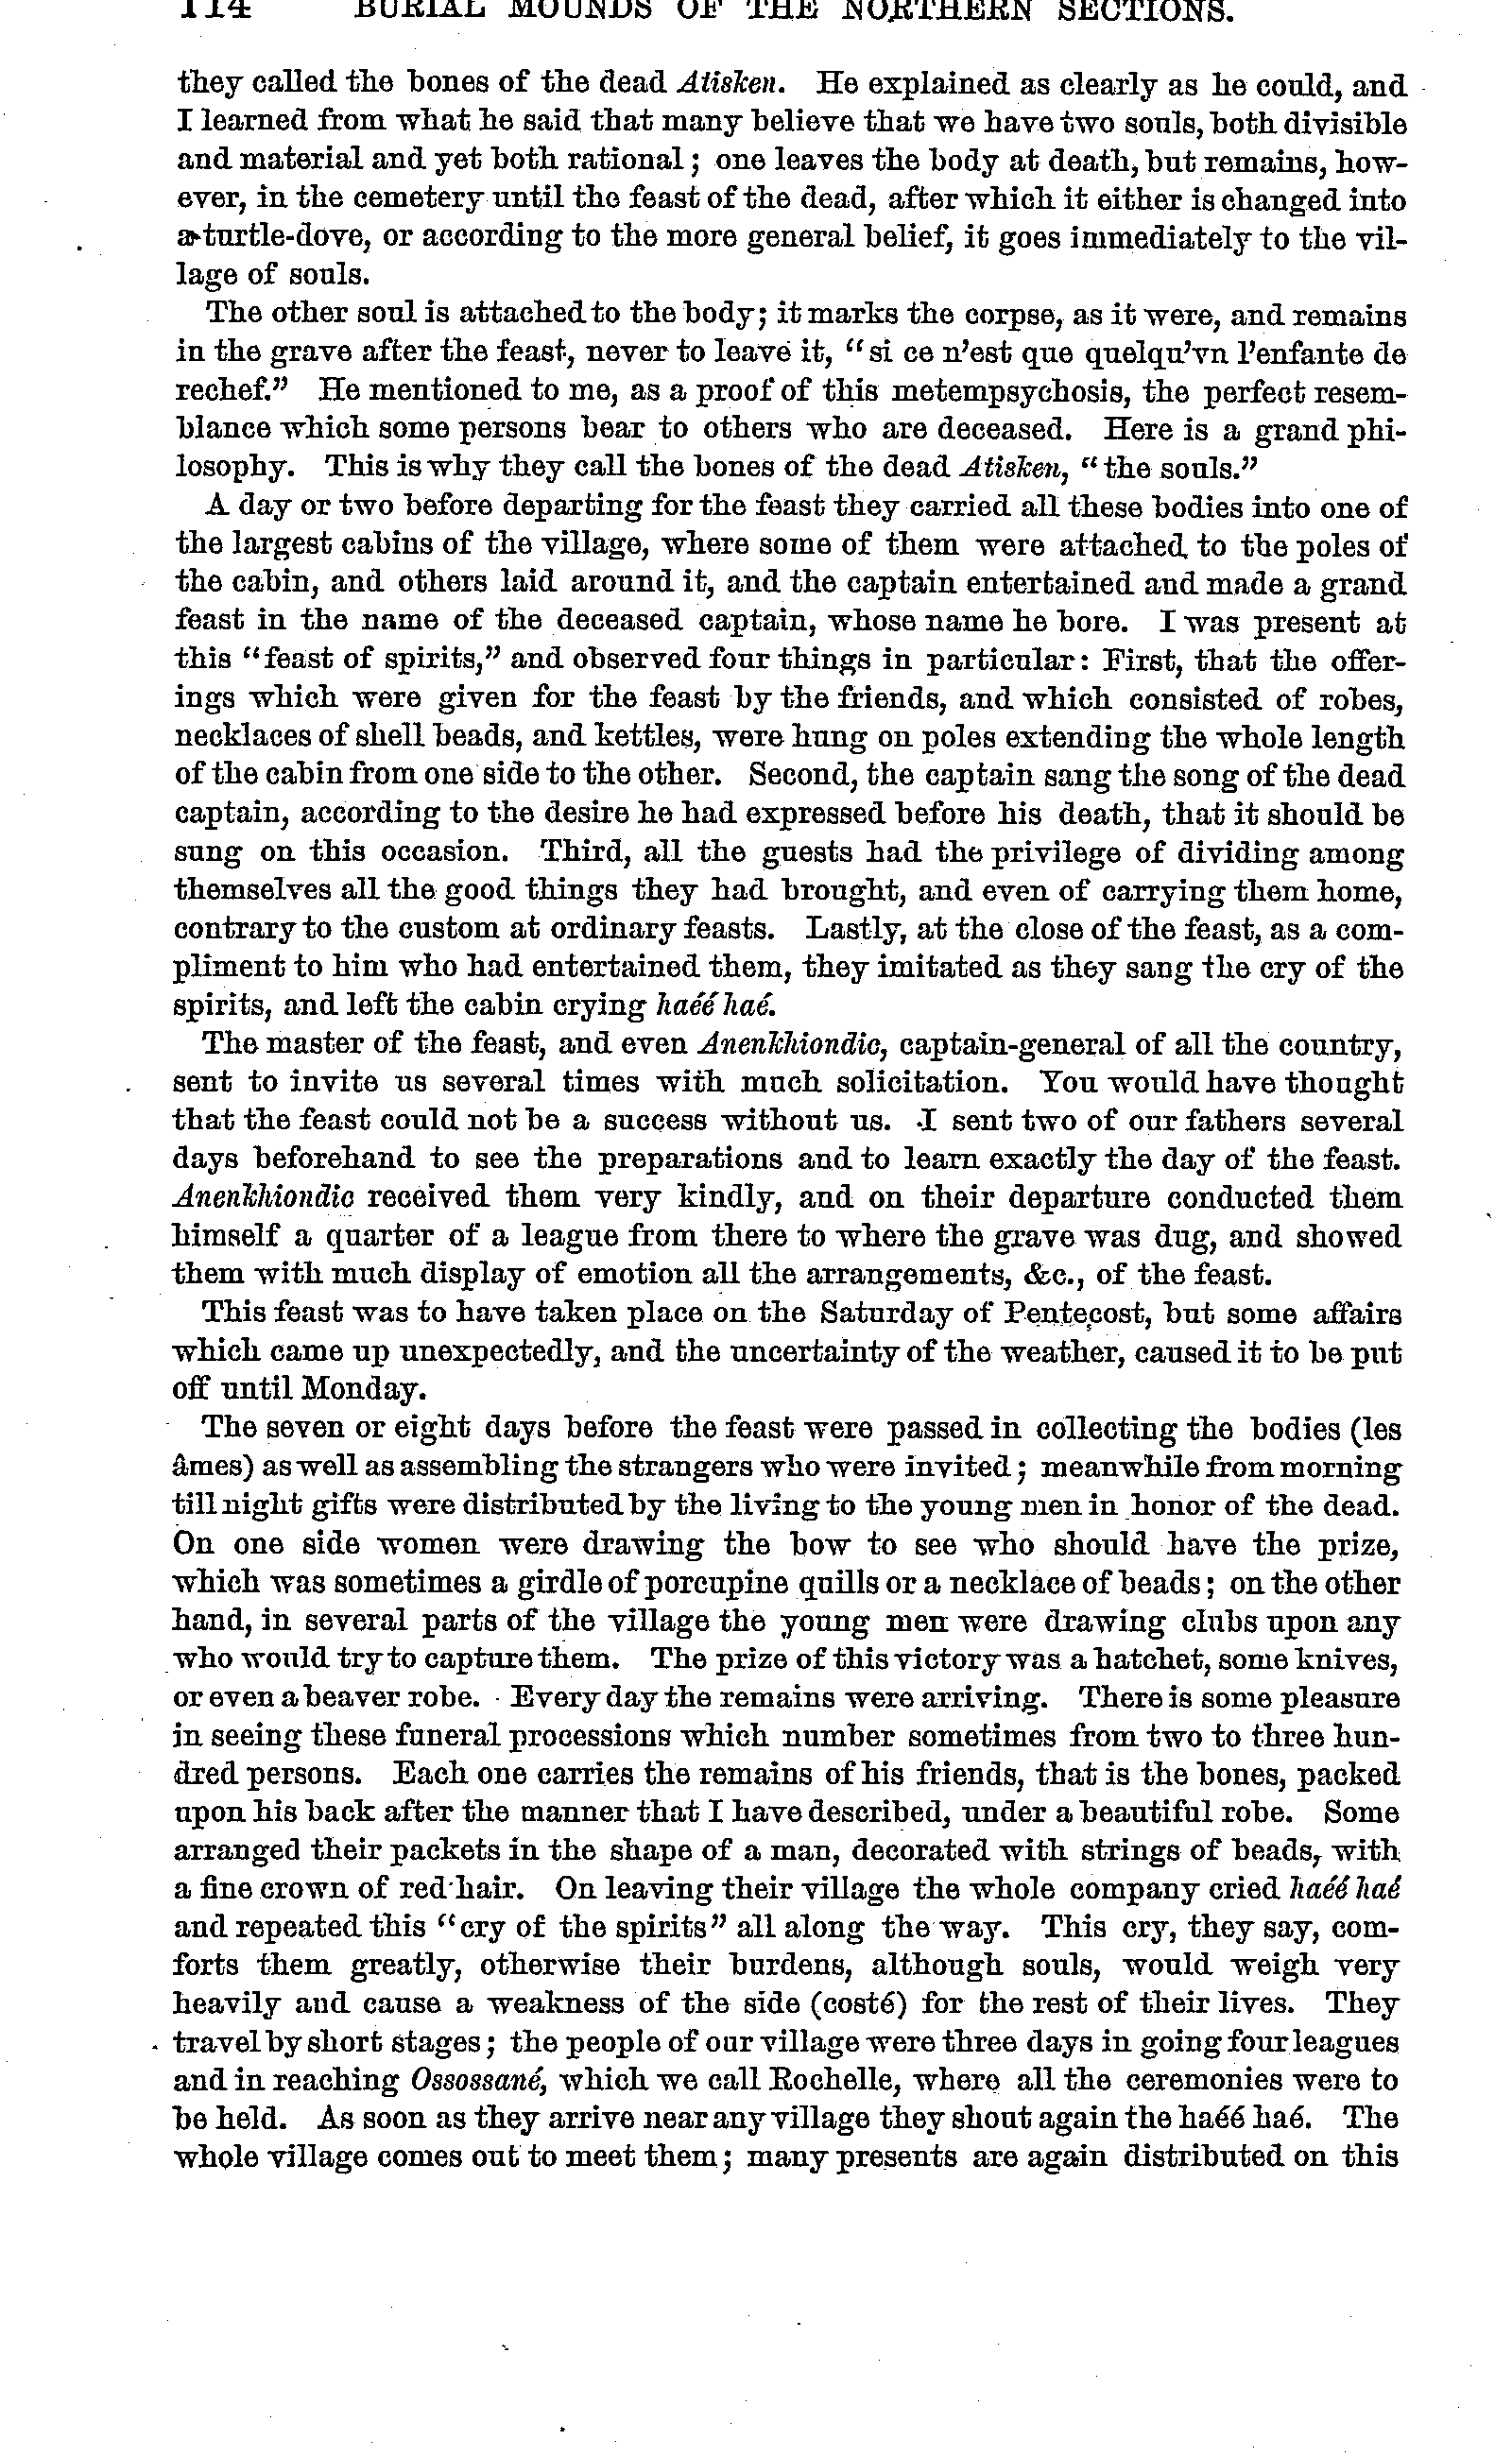 114 BURIAL MOUNDS OF THE NORTHERN SECTIONS.
they called the bones of the dead Atisken. He explained as clearly as he could, and
I learned from what he said that many believe that we have two souls, both divisible
and material and yet both rational; one leaves the body at death, but remains, how-
ever, in the cemetery until the feast of the dead, after which it either is changed into
a turtle-dove, or according to the more general belief, it goes immediately to the vil-
lage of souls.
The other soul is attached to the body; it marks the corpse, as it were, and remains
in the grave after the feast, never to leave it, "si ce n'est que quelqu'vn l'enfante de
rechef." He mentioned to me, as a proof of this metempsychosis, the perfect resem-
blance which some persons bear to others who are deceased. Here is a grand phi-
losophy. This is why they call the bones of the dead Atisken, "the souls."
A day or two before departing for the feast they carried all these bodies into one of
the largest cabins of the village, where some of them were attached to the poles of
the cabin, and others laid around it, and the captain entertained and made a grand
feast in the name of the deceased captain, whose name he bore. I was present at
this "feast of spirits," and observed four things in particular: First, that the offer-
ings which were given for the feast by the friends, and which consisted of robes,
necklaces of shell beads, and kettles, were hung on poles extending the whole length
of the cabin from one side to the other. Second, the captain sang the song of the dead
captain, according to the desire he had expressed before his death, that it should be
sung on this occasion. Third, all the guests had the privilege of dividing among
themselves all the good things they had brought, and even of carrying them home,
contrary to the custom at ordinary feasts. Lastly, at the close of the feast, as a com-
pliment to him who had entertained them, they imitated as they sang the cry of the
spirits, and left the cabin crying haéé haé.
The master of the feast, and even Anenkhiondic, captain-general of all the country,
sent to invite us several times with much solicitation. You would have thought
that the feast could not be a success without us. I sent two of our fathers several
days beforehand to see the preparations and to learn exactly the day of the feast.
Anenkhiondic received them very kindly, and on their departure conducted them
himself a quarter of a league from there to where the grave was dug, and showed
them with much display of emotion all the arrangements, &c., of the feast.
This feast was to have taken place on the Saturday of Pentecost, but some affairs
which came up unexpectedly, and the uncertainty of the weather, caused it to be put
off until Monday.
The seven or eight days before the feast were passed in collecting the bodies (les
âmes) as well as assembling the strangers who were invited; meanwhile from morning
till night gifts were distributed by the living to the young men in honor of the dead.
On one side women were drawing the bow to see who should have the prize,
which was sometimes a girdle of porcupine quills or a necklace of beads; on the other
hand, in several parts of the village the young men were drawing clubs upon any
who would try to capture them. The prize of this victory was a hatchet, some knives,
or even a beaver robe. Every day the remains were arriving. There is some pleasure
in seeing these funeral processions which number sometimes from two to three hun-
dred persons. Each one carries the remains of his friends, that is the bones, packed
upon his back after the manner that I have described, under a beautiful robe. Some
arranged their packets in the shape of a man, decorated with strings of beads, with
a fine crown of red hair. On leaving their village the whole company cried haéé haé
and repeated this "cry of the spirits" all along the way. This cry, they say, com-
forts them greatly, otherwise their burdens, although souls, would weigh very
heavily and cause a weakness of the side (costé) for the rest of their lives. They
travel by short stages; the people of our village were three days in going four leagues
and in reaching Ossossané, which we call Rochelle, where all the ceremonies were to
be held. As soon as they arrive near any village they shout again the haéé haé. The
whole village comes out to meet them; many presents are again distributed on this